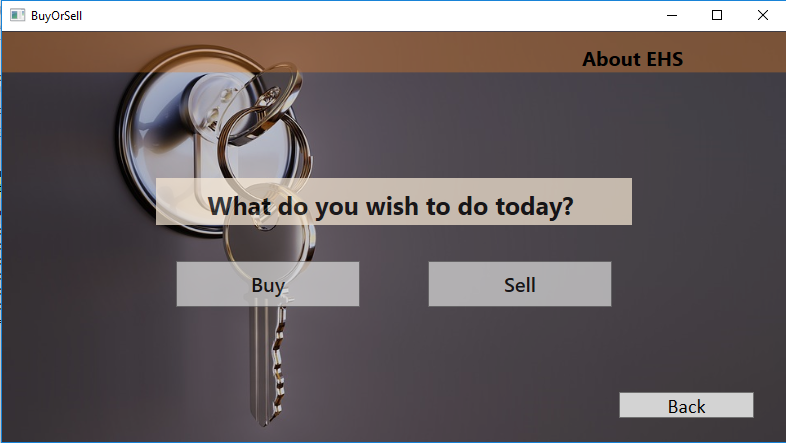 BuyOrSell
About EHS
What do you wish to do today?
Buy
Sell
Back